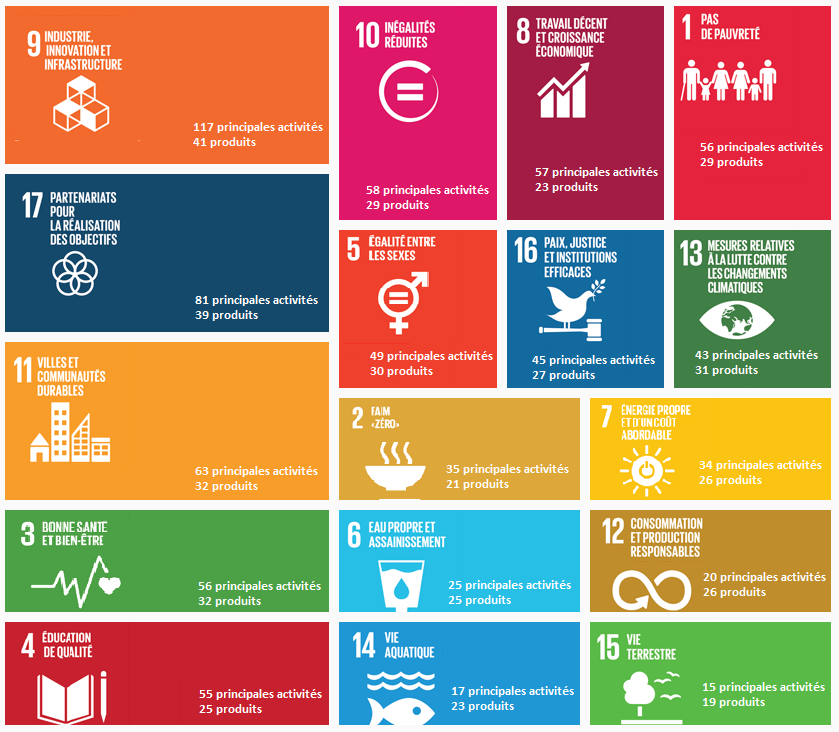 9 INDUSTRIE,
INNOVATION ET
INFRASTRUCTURE
117 principales activités
41 produits
10 INÉGALITÉS
RÉDUITES
58 principales activités
29 produits
8 TRAVAIL DÉCENT
ET CROISSANCE
ÉCONOMIQUE
57 principales activités
23 produits
1 PAS
DE PAUVRETÉ
56 principales activités
29 produits
17 PARTENARIATS
POUR
LA RÉALISATION
DES OBJECTIFS
81 principales activités
39 produits
5 ÉGALITÉ ENTRE
LES SEXES
49 principales activités
30 produits
16 PAIX, JUSTICE
ET INSTITUTIONS
EFFICACES
45 principales activités
27 produits
13 MESURES RELATIVES
À LA LUTTE CONTRE
LES CHANGEMENTS
CLIMATIQUES
43 principales activités
31 produits
11 VILLES ET
COMMUNAUTÉS
DURABLES
63 principales activités
32 produits
2 FAIM
«ZÉRO»
35 principales activités
21 produits
7 ÉNERGIE PROPRE
ET D'UN COÛT
ABORDABLE
34 principales activités
26 produits
3 BONNE SANTÉ
ET BIEN-ÊTRE
56 principales activités
32 produits
6 EAU PROPRE ET
ASSAINISSEMENT
25 principales activités
25 produits
12 CONSOMMATION
ET PRODUCTION
RESPONSABLES
20 principales activités
26 produits
4 ÉDUCATION
DE QUALITÉ
55 principales activités
25 produits
14 VIE
AQUATIQUE
17 principales activités
23 produits
15 VIE
TERRESTRE
15 principales activités
19 produits